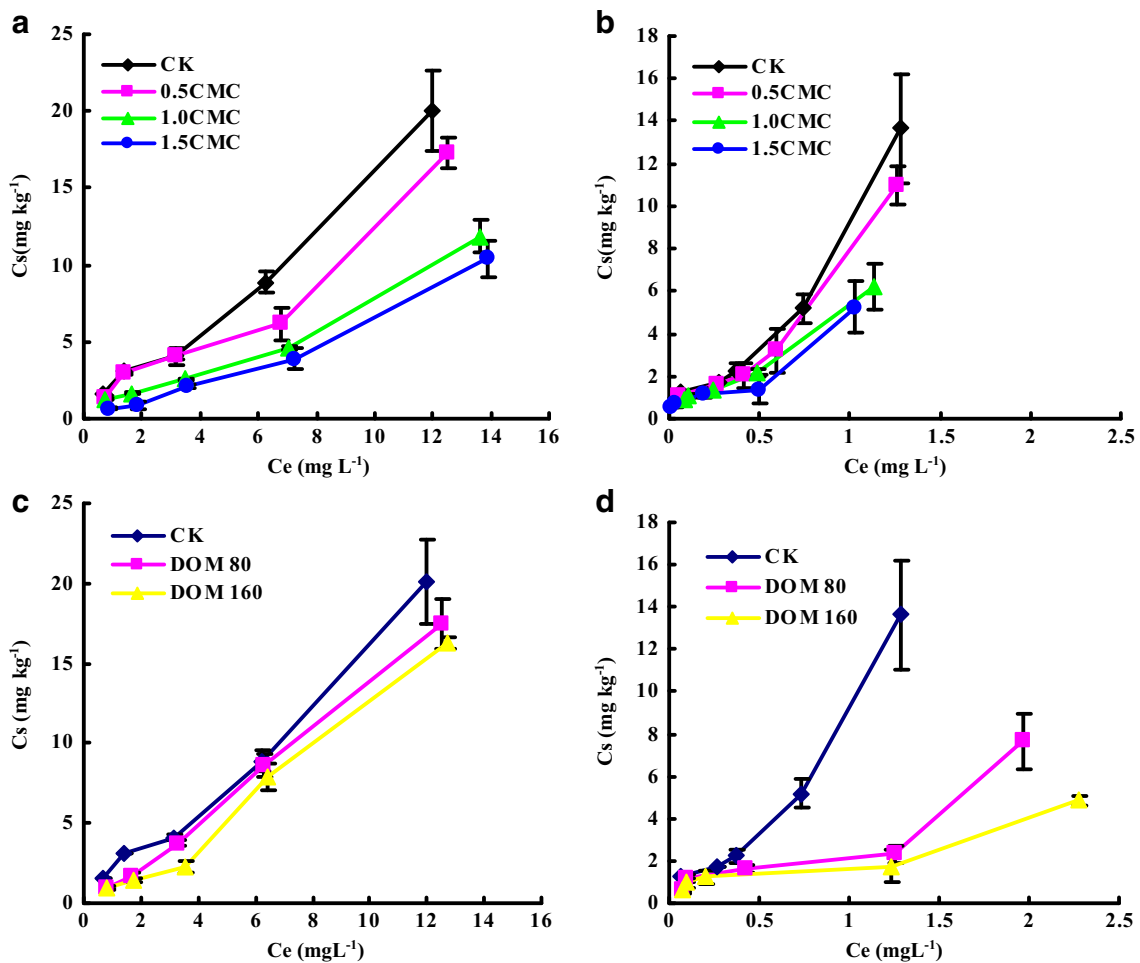 a
25
20
15
10
5
0
0 2 4 6 8 10 12 14 16
Cs(mg kg-1)
Ce (mg L-1)
CK
0.5CMC
1.0CMC
1.5CMC
b
18
16
14
12
10
8
6
4
2
0
0 0.5 1 1.5 2 2.5
Cs(mg kg-1)
Ce (mg L-1)
CK
0.5CMC
1.0CMC
1.5CMC
c
25
20
15
10
5
0
0 2 4 6 8 10 12 14 16
Cs (mg kg-1)
Ce (mgL-1)
CK
DOM 80
DOM 160
d
18
16
14
12
10
8
6
4
2
0
0 0.5 1 1.5 2 2.5
Cs (mg kg-1)
Ce (mgL-1)
CK
DOM 80
DOM 160